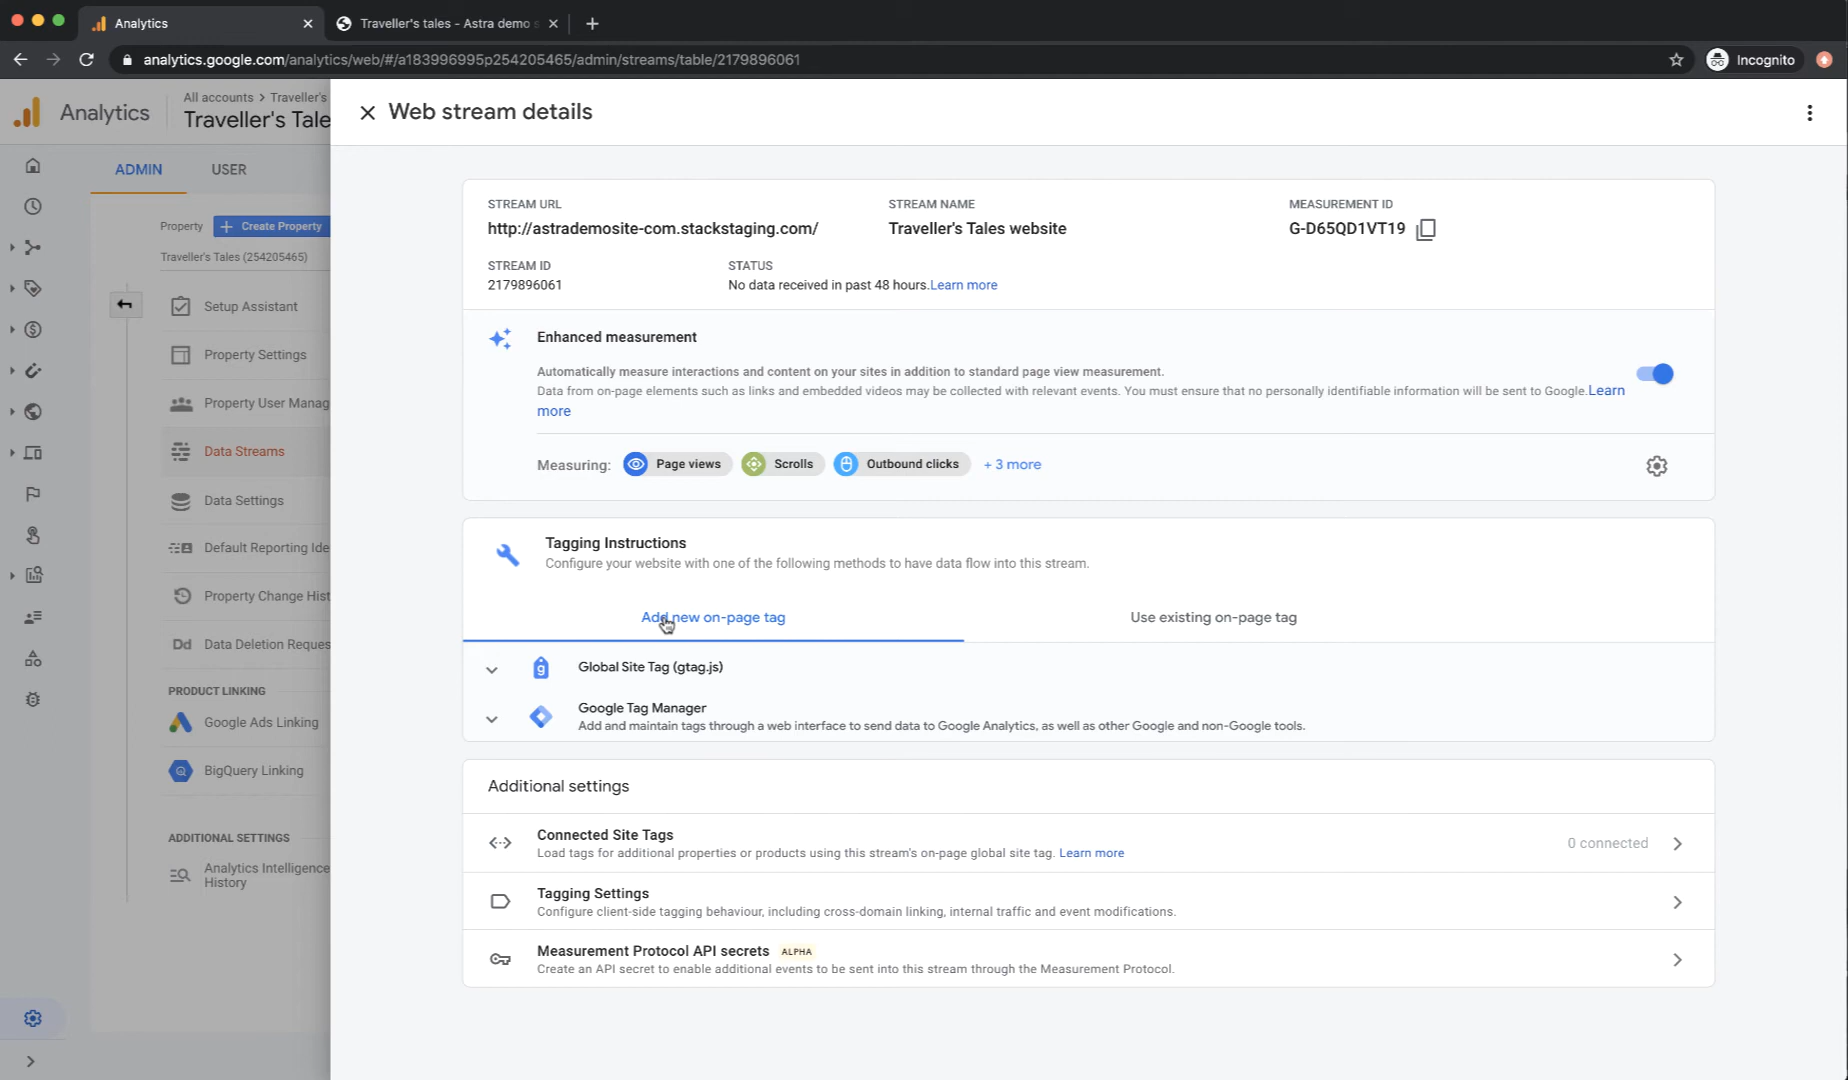 Analytics
Traveller's tales - Astra demo s
analytics.google.com/analytics/web/#/a183996995p254205465/admin/streams/table/2179896061
Incognito
Analytics
All accounts > Traveller's
Traveller's Tale
ADMIN
USER
Property
Create Property
Traveller's Tales (254205465)
Setup Assistant
Property Settings
Property User Manag
Data Streams
Data Settings
Default Reporting Ide
Property Change Hist
Dd Data Deletion Reques
PRODUCT LINKING
Google Ads Linking
BigQuery Linking
ADDITIONAL SETTINGS
Analytics Intelligence
History
Web stream details
STREAM URL
http://astrademosite-com.stackstaging.com/
STREAM NAME
Traveller's Tales website
MEASUREMENT ID
G-D65QD1VT19
STREAM ID
2179896061
STATUS
No data received in past 48 hours.Learn more
Enhanced measurement
Automatically measure interactions and content on your sites in addition to standard page view measurement.
Data from on-page elements such as links and embedded videos may be collected with relevant events. You must ensure that no personally identifiable information will be sent to Google.Learn
more
Measuring: Page views Scrolls Outbound clicks + 3 more
Tagging Instructions
Configure your website with one of the following methods to have data flow into this stream.
Add new on-page tag
Use existing on-page tag
g Global Site Tag (gtag.js)
Google Tag Manager
Add and maintain tags through a web interface to send data to Google Analytics, as well as other Google and non-Google tools.
Additional settings
Connected Site Tags
Load tags for additional properties or products using this stream's on-page global site tag. Learn more
0 connected
Tagging Settings
Configure client-side tagging behaviour, including cross-domain linking, internal traffic and event modifications.
Measurement Protocol API secrets ALPHA
Create an API secret to enable additional events to be sent into this stream through the Measurement Protocol.